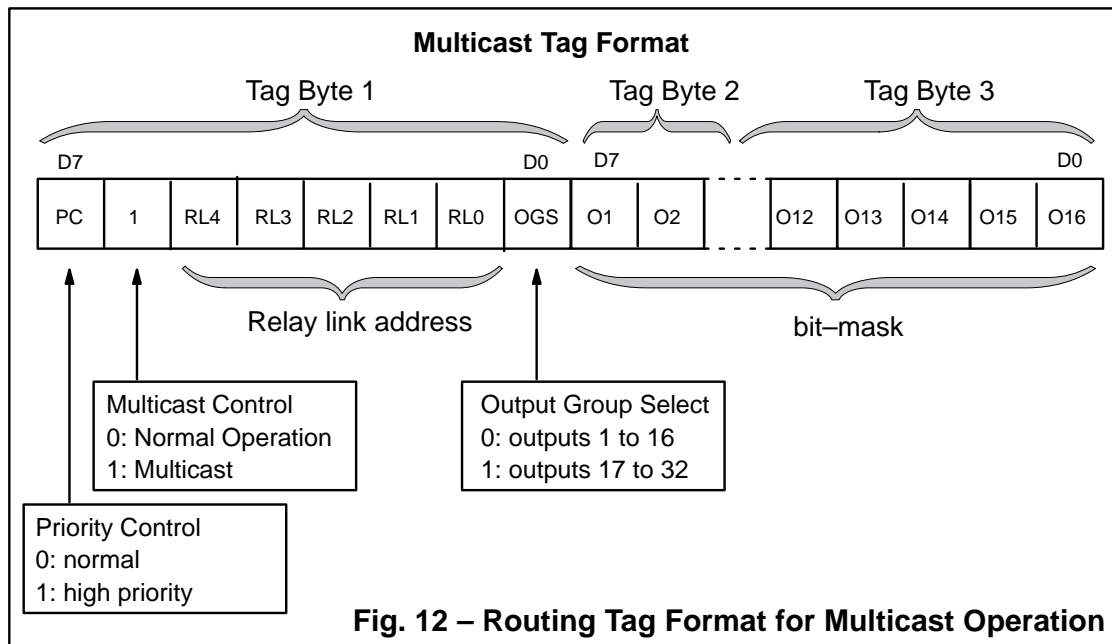 Multicast Tag Format
Tag Byte 1 Tag Byte 2 Tag Byte 3
D7 D0 D7 D0
PC 1 RL4 RL3 RL2 RL1 RL0 OGS O1 O2 O12 O13 O14 O15 O16
Relay link address bit–mask
Multicast Control
0: Normal Operation
1: Multicast
Output Group Select
0: outputs 1 to 16
1: outputs 17 to 32
Priority Control
0: normal
1: high priority
Fig. 12 – Routing Tag Format for Multicast Operation